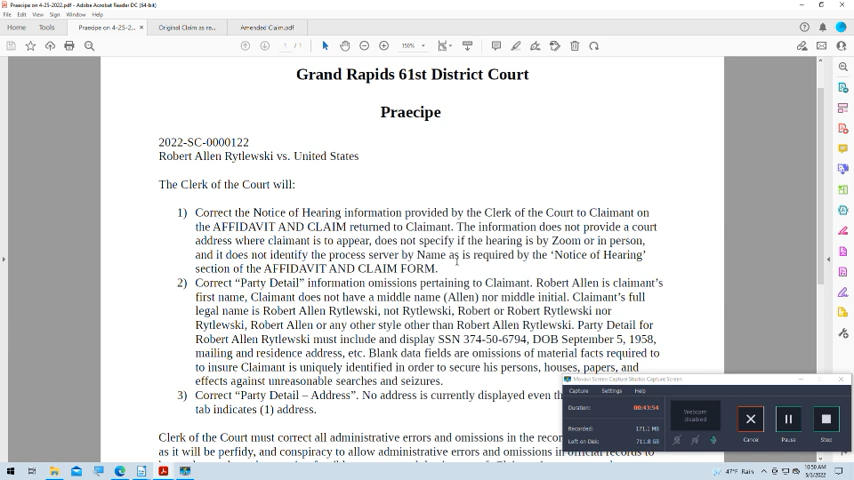 Praecipe on 4-25-2022.pdf - Adobe Acrobat Reader DC (64-bit)
File Edit View Sign Window Help
Home Tools Praecipe on 4-25-2... × Original Claim as re... Amended Claim.pdf
1 / 1 150%
Grand Rapids 61st District Court
Praecipe
2022-SC-0000122
Robert Allen Rytlewski vs. United States
The Clerk of the Court will:
1) Correct the Notice of Hearing information provided by the Clerk of the Court to Claimant on
the AFFIDAVIT AND CLAIM returned to Claimant. The information does not provide a court
address where claimant is to appear, does not specify if the hearing is by Zoom or in person,
and it does not identify the process server by Name as is required by the ‘Notice of Hearing’
section of the AFFIDAVIT AND CLAIM FORM.
2) Correct “Party Detail” information omissions pertaining to Claimant. Robert Allen is claimant’s
first name, Claimant does not have a middle name (Allen) nor middle initial. Claimant’s full
legal name is Robert Allen Rytlewski, not Rytlewski, Robert or Robert Rytlewski nor
Rytlewski, Robert Allen or any other style other than Robert Allen Rytlewski. Party Detail for
Robert Allen Rytlewski must include and display SSN 374-50-6794, DOB September 5, 1958,
mailing and residence address, etc. Blank data fields are omissions of material facts required to
to insure Claimant is uniquely identified in order to secure his persons, houses, papers, and
effects against unreasonable searches and seizures.
3) Correct “Party Detail – Address”. No address is currently displayed even
tab indicates (1) address.
Clerk of the Court must correct all administrative errors and omissions in the
as it will be perfidy, and conspiracy to allow administrative errors and omissions in
Movavi Screen Capture Studio Capture Screen
Capture Settings Help
Duration: 00:43:54
Recorded: 171.2 MB
Left on Disk: 711.8 GB
Webcam
disabled
Cancel Pause Stop
47°F Rain
10:50 AM
5/3/2022